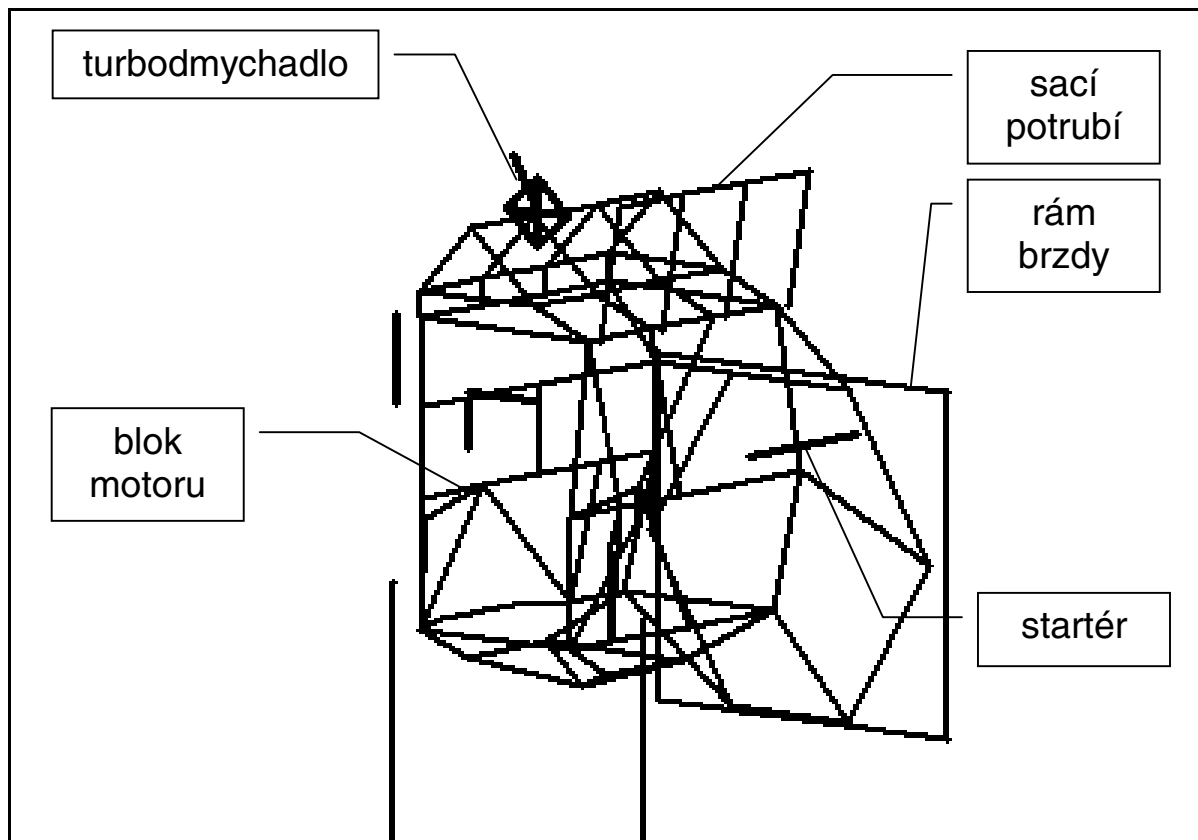 turbodmychadlo
sací
potrubí
rám
brzdy
blok
motoru
startér